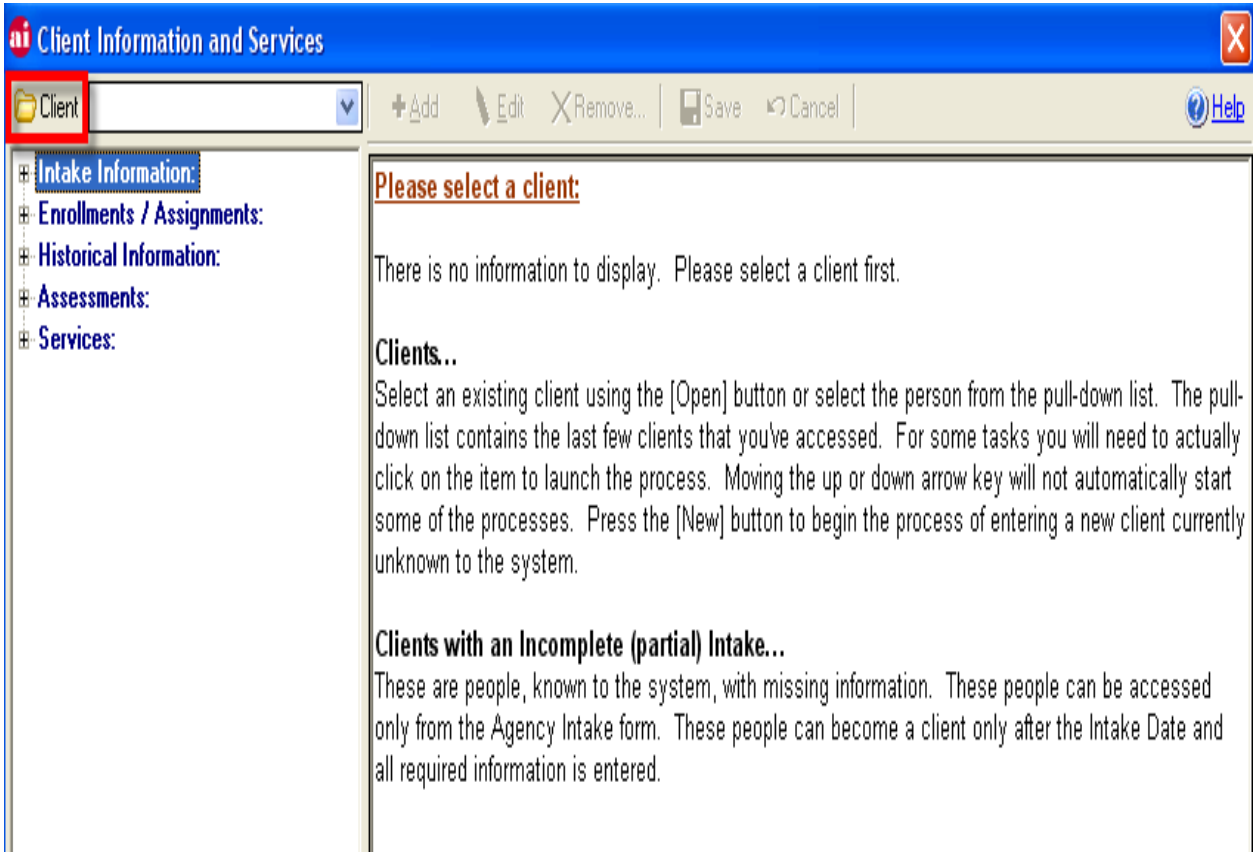 ai Client Information and Services
Client Add Edit Remove... Save Cancel Help
Intake Information:
Enrollments / Assignments:
Historical Information:
Assessments:
Services:
Please select a client:
There is no information to display. Please select a client first.
Clients...
Select an existing client using the [Open] button or select the person from the pull-down list. The pull-
down list contains the last few clients that you've accessed. For some tasks you will need to actually
click on the item to launch the process. Moving the up or down arrow key will not automatically start
some of the processes. Press the [New] button to begin the process of entering a new client currently
unknown to the system.
Clients with an Incomplete (partial) Intake...
These are people, known to the system, with missing information. These people can be accessed
only from the Agency Intake form. These people can become a client only after the Intake Date and
all required information is entered.